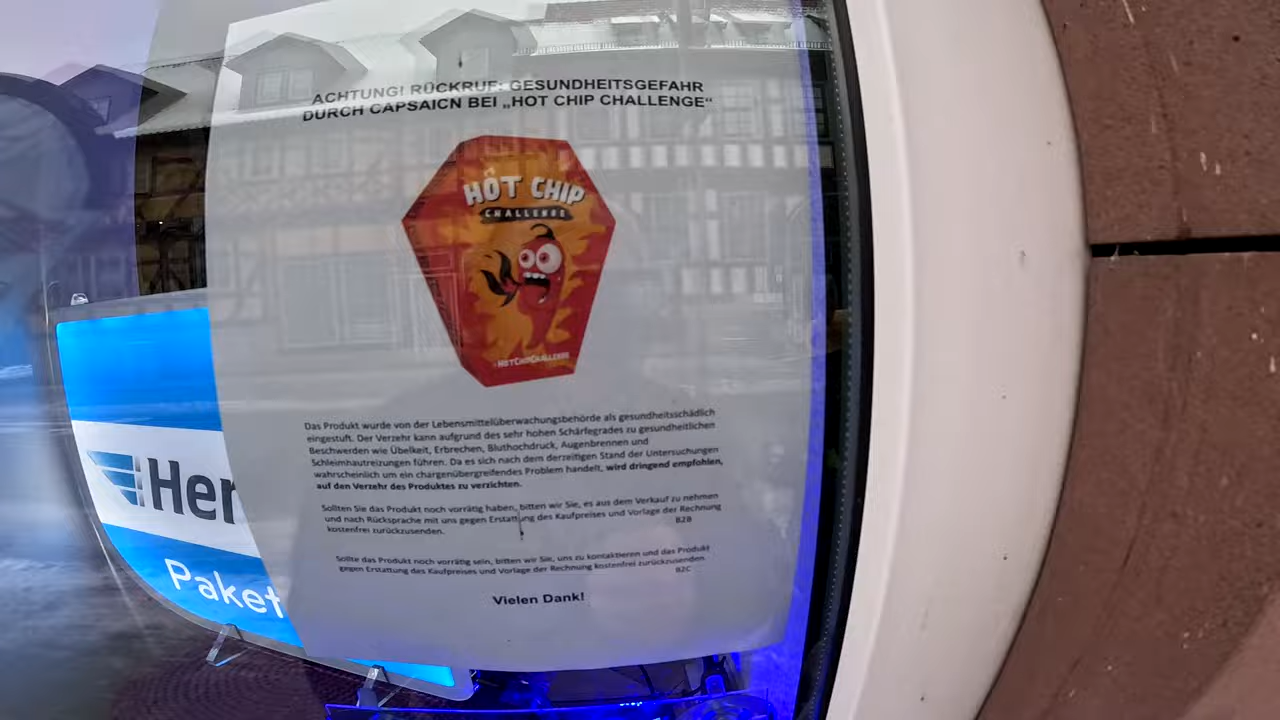 ACHTUNG! RÜCKRUF: GESUNDHEITSGEFAHR
DURCH CAPSAICN BEI „HOT CHIP CHALLENGE“
HOT CHIP
CHALLENGE
HOTCHIPCHALLENGE
Das Produkt wurde von der Lebensmittelüberwachungsbehörde als gesundheitsschädlich
eingestuft. Der Verzehr kann aufgrund des sehr hohen Schärfegrades zu gesundheitlichen
Beschwerden wie Übelkeit, Erbrechen, Bluthochdruck, Augenbrennen und
Schleimhautreizungen führen. Da es sich nach dem derzeitigen Stand der Untersuchungen
wahrscheinlich um ein chargenübergreifendes Problem handelt, wird dringend empfohlen,
auf den Verzehr des Produktes zu verzichten.
Sollten Sie das Produkt noch vorrätig haben, bitten wir Sie, es aus dem Verkauf zu nehmen
und nach Rücksprache mit uns gegen Erstattung des Kaufpreises und Vorlage der Rechnung
kostenfrei zurückzusenden.
B2B
Sollte das Produkt noch vorrätig sein, bitten wir Sie, uns zu kontaktieren und das Produkt
gegen Erstattung des Kaufpreises und Vorlage der Rechnung kostenfrei zurückzusenden.
B2C
Vielen Dank!
Her
Paket